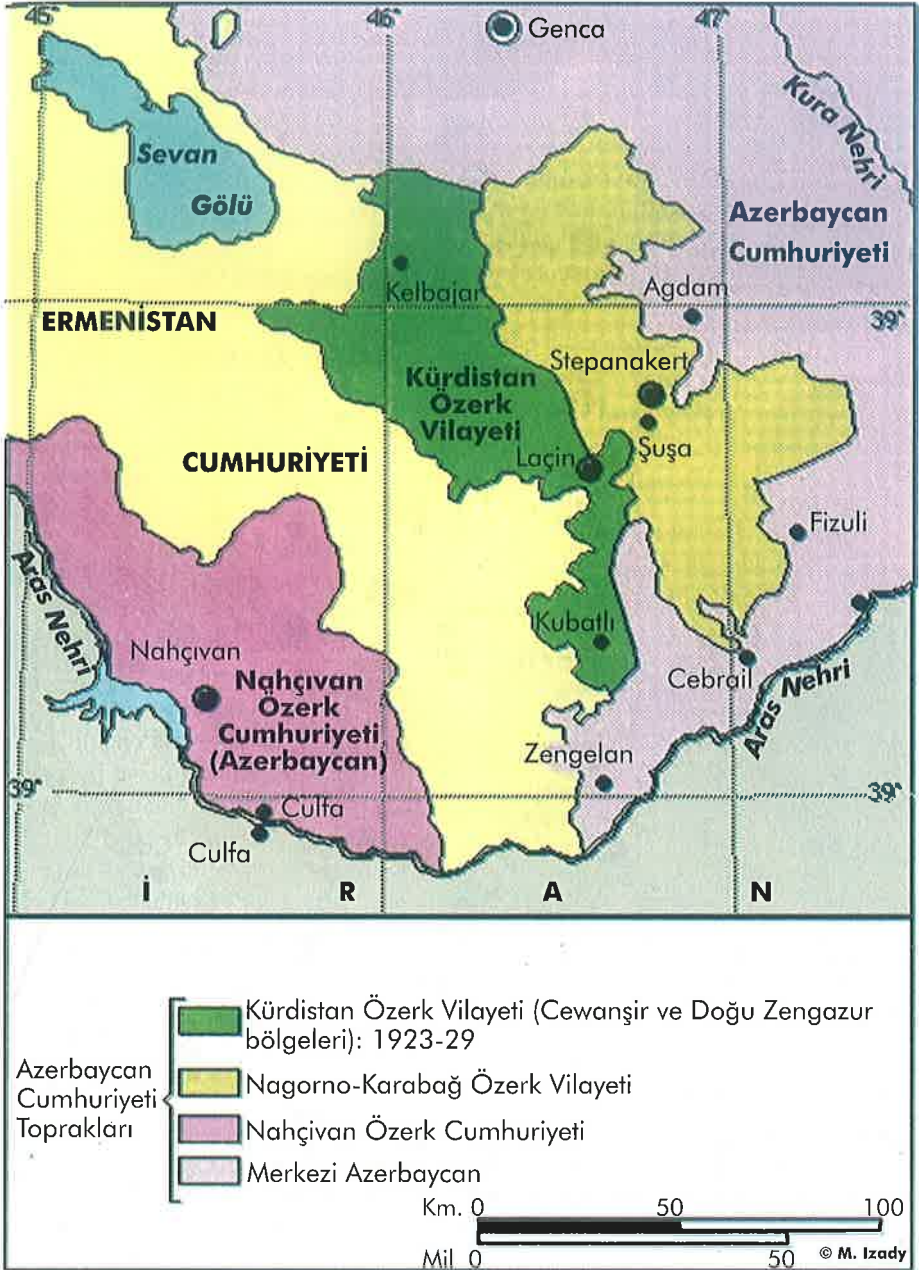 45°
46°
47°
Genca
Kura Nehri
Sevan
Gölü
Azerbaycan
Cumhuriyeti
Kelbajar
Agdam
ERMENİSTAN
39°
Stepanakert
Kürdistan
Özerk
Vilayeti
CUMHURİYETİ
Laçin
Şuşa
Fizuli
Aras Nehri
Kubatlı
Nahçıvan
Cebrail
Aras Nehri
Nahçıvan
Özerk
Cumhuriyeti
(Azerbaycan)
Zengelan
39°
39°
Culfa
Culfa
İ R A N
Kürdistan Özerk Vilayeti (Cewanşir ve Doğu Zengazur
bölgeleri): 1923-29
Azerbaycan
Cumhuriyeti
Toprakları
Nagorno-Karabağ Özerk Vilayeti
Nahçivan Özerk Cumhuriyeti
Merkezi Azerbaycan
Km. 0 50 100
Mil 0 50
© M. Izady